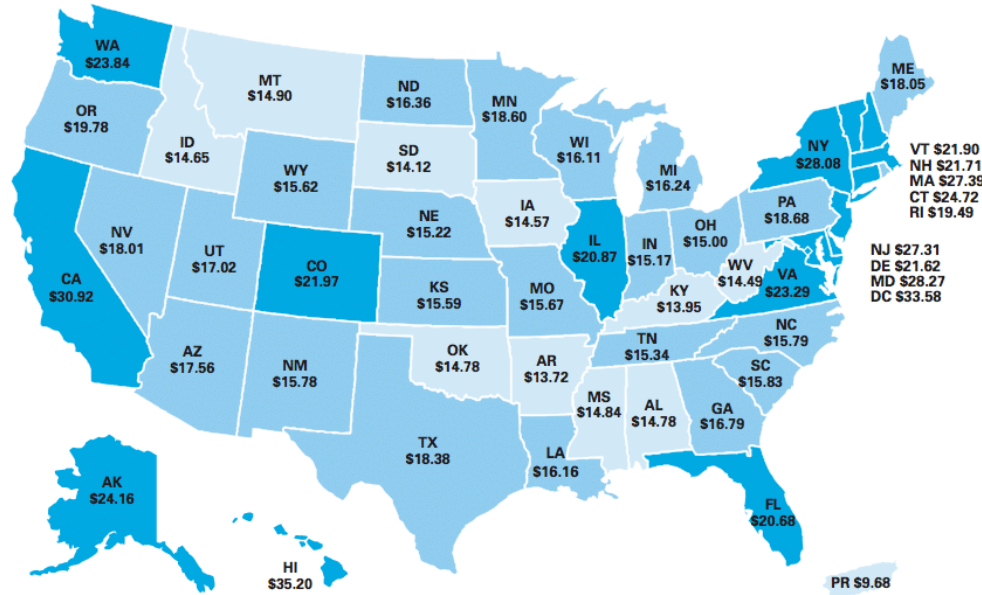 WA
$23.84
MT
$14.90
ND
$16.36
MN
$18.60
ME
$18.05
OR
$19.78
ID
$14.65
SD
$14.12
WI
$16.11
NY
$28.08
VT $21.90
NH $21.71
MA $27.39
CT $24.72
RI $19.49
WY
$15.62
MI
$16.24
IA
$14.57
PA
$18.68
NE
$15.22
NV
$18.01
UT
$17.02
CO
$21.97
IL
$20.87
IN
$15.17
OH
$15.00
NJ $27.31
DE $21.62
MD $28.27
DC $33.58
CA
$30.92
KS
$15.59
MO
$15.67
WV
$14.49
VA
$23.29
KY
$13.95
AZ
$17.56
NM
$15.78
OK
$14.78
AR
$13.72
TN
$15.34
NC
$15.79
SC
$15.83
MS
$14.84
AL
$14.78
GA
$16.79
TX
$18.38
LA
$16.16
AK
$24.16
FL
$20.68
HI
$35.20
PR $9.68